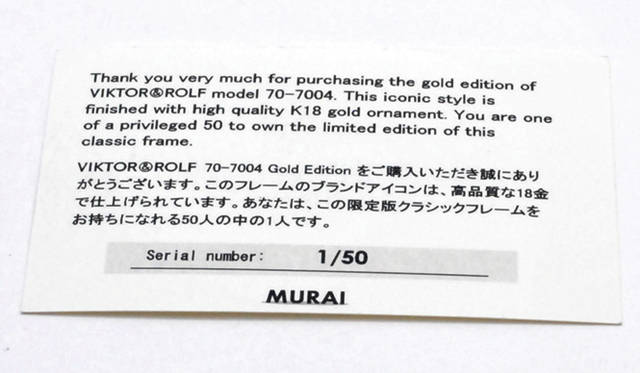 Thank you very much for purchasing the gold edition of
VIKTOR&ROLF model 70-7004. This iconic style is
finished with high quality K18 gold ornament. You are one
of a privileged 50 to own the limited edition of this
classic frame.
VIKTOR&ROLF 70-7004 Gold Edition をご購入いただき誠にあり
がとうございます。このフレームのブランドアイコンは、高品質な18金
で仕上げられています。あなたは、この限定版クラシックフレームを
お持ちになれる50人の中の1人です。
Serial number: 1/50
MURAI